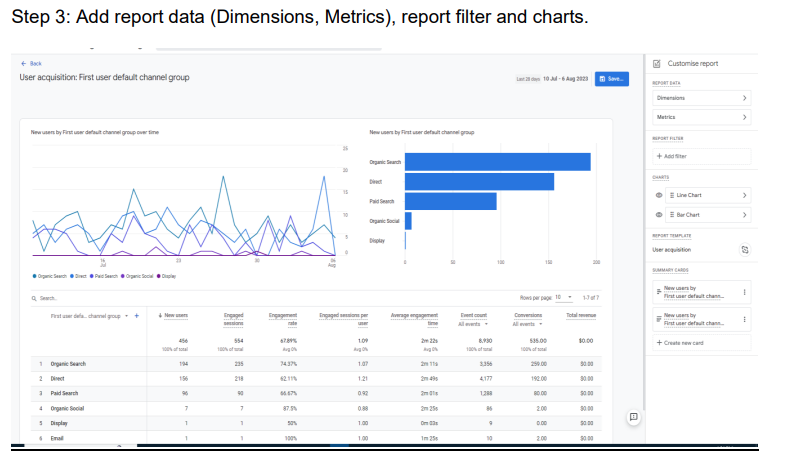 Step 3: Add report data (Dimensions, Metrics), report filter and charts.
← Back
User acquisition: First user default channel group
Last 28 days 10 Jul - 6 Aug 2023
Save...
New users by First user default channel group over time
25
20
15
10
5
0
16
Jul
23
30
06
Aug
Organic Search Direct Paid Search Organic Social Display
New users by First user default channel group
Organic Search
Direct
Paid Search
Organic Social
Display
0 50 100 150 200
Search...
Rows per page: 10 1-7 of 7
First user defa... channel group + ↓ New users Engaged sessions Engagement rate Engaged sessions per user Average engagement time Event count All events Conversions All events Total revenue
456 554 67.89% 1.09 2m 22s 8,930 535.00 $0.00
100% of total 100% of total Avg 0% Avg 0% Avg 0% 100% of total 100% of total
1 Organic Search 194 235 74.37% 1.07 2m 11s 3,356 259.00 $0.00
2 Direct 156 218 62.11% 1.21 2m 49s 4,177 192.00 $0.00
3 Paid Search 96 90 66.67% 0.92 2m 01s 1,288 80.00 $0.00
4 Organic Social 7 7 87.5% 0.88 2m 25s 86 2.00 $0.00
5 Display 1 1 50% 1.00 0m 03s 9 0.00 $0.00
6 Email 1 1 100% 1.00 1m 25s 10 2.00 $0.00
Customise report
REPORT DATA
Dimensions
Metrics
REPORT FILTER
+ Add filter
CHARTS
Line Chart
Bar Chart
REPORT TEMPLATE
User acquisition
SUMMARY CARDS
New users by
First user default chann...
New users by
First user default chann...
+ Create new card